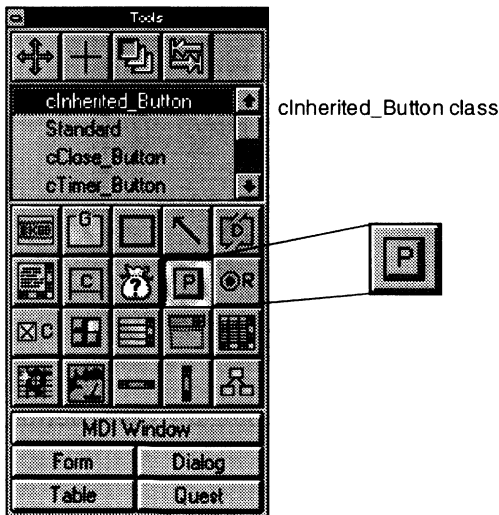 Tools
cInherited_Button
cInherited_Button class
Standard
cClose_Button
cTimer_Button
G
D
C
?
P
R
P
C
MDI Window
Form
Dialog
Table
Quest